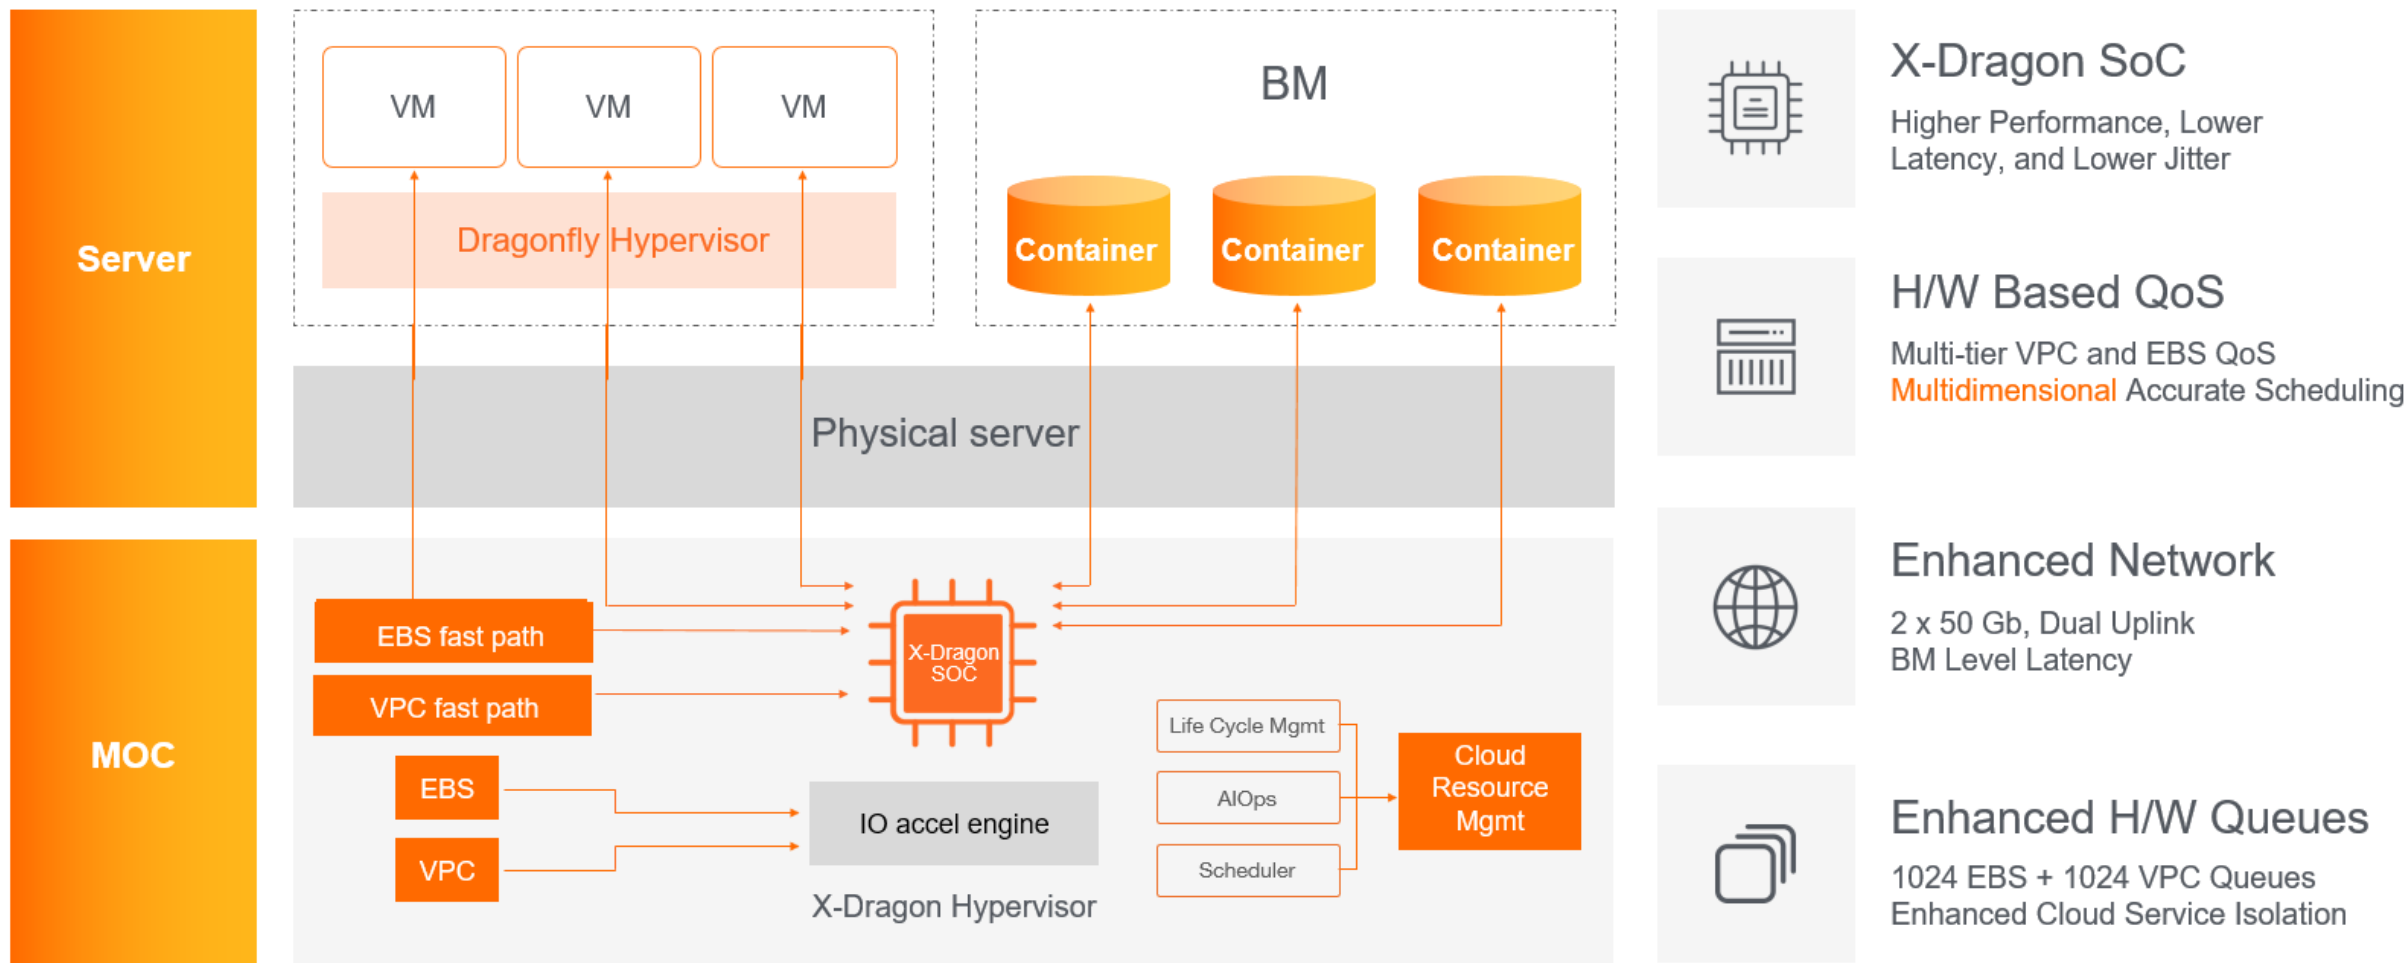 Server
VM
VM
VM
Dragonfly Hypervisor
BM
Container
Container
Container
Physical server
MOC
EBS fast path
VPC fast path
EBS
VPC
X-Dragon
SOC
IO accel engine
X-Dragon Hypervisor
Life Cycle Mgmt
AIOps
Scheduler
Cloud
Resource
Mgmt
X-Dragon SoC
Higher Performance, Lower
Latency, and Lower Jitter
H/W Based QoS
Multi-tier VPC and EBS QoS
Multidimensional Accurate Scheduling
Enhanced Network
2 x 50 Gb, Dual Uplink
BM Level Latency
Enhanced H/W Queues
1024 EBS + 1024 VPC Queues
Enhanced Cloud Service Isolation